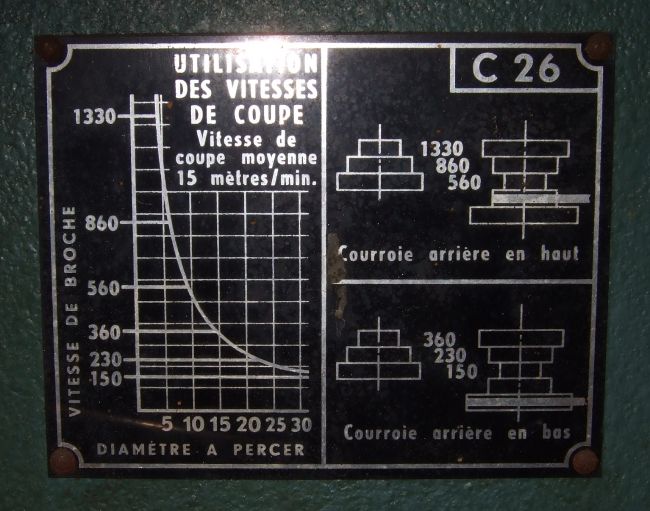 UTILISATION
DES VITESSES
DE COUPE
Vitesse de
coupe moyenne
15 mètres/min.
VITESSE DE BROCHE
1330
860
560
360
230
150
5 10 15 20 25 30
DIAMÈTRE A PERCER
C 26
1330
860
560
Courroie arrière en haut
360
230
150
Courroie arrière en bas